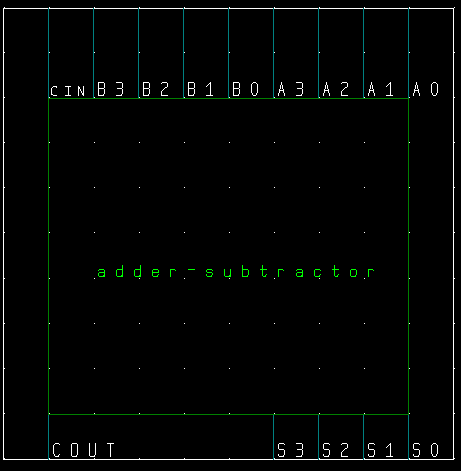 CIN B3 B2 B1 B0 A3 A2 A1 A0
adder-subtractor
COUT S3 S2 S1 S0